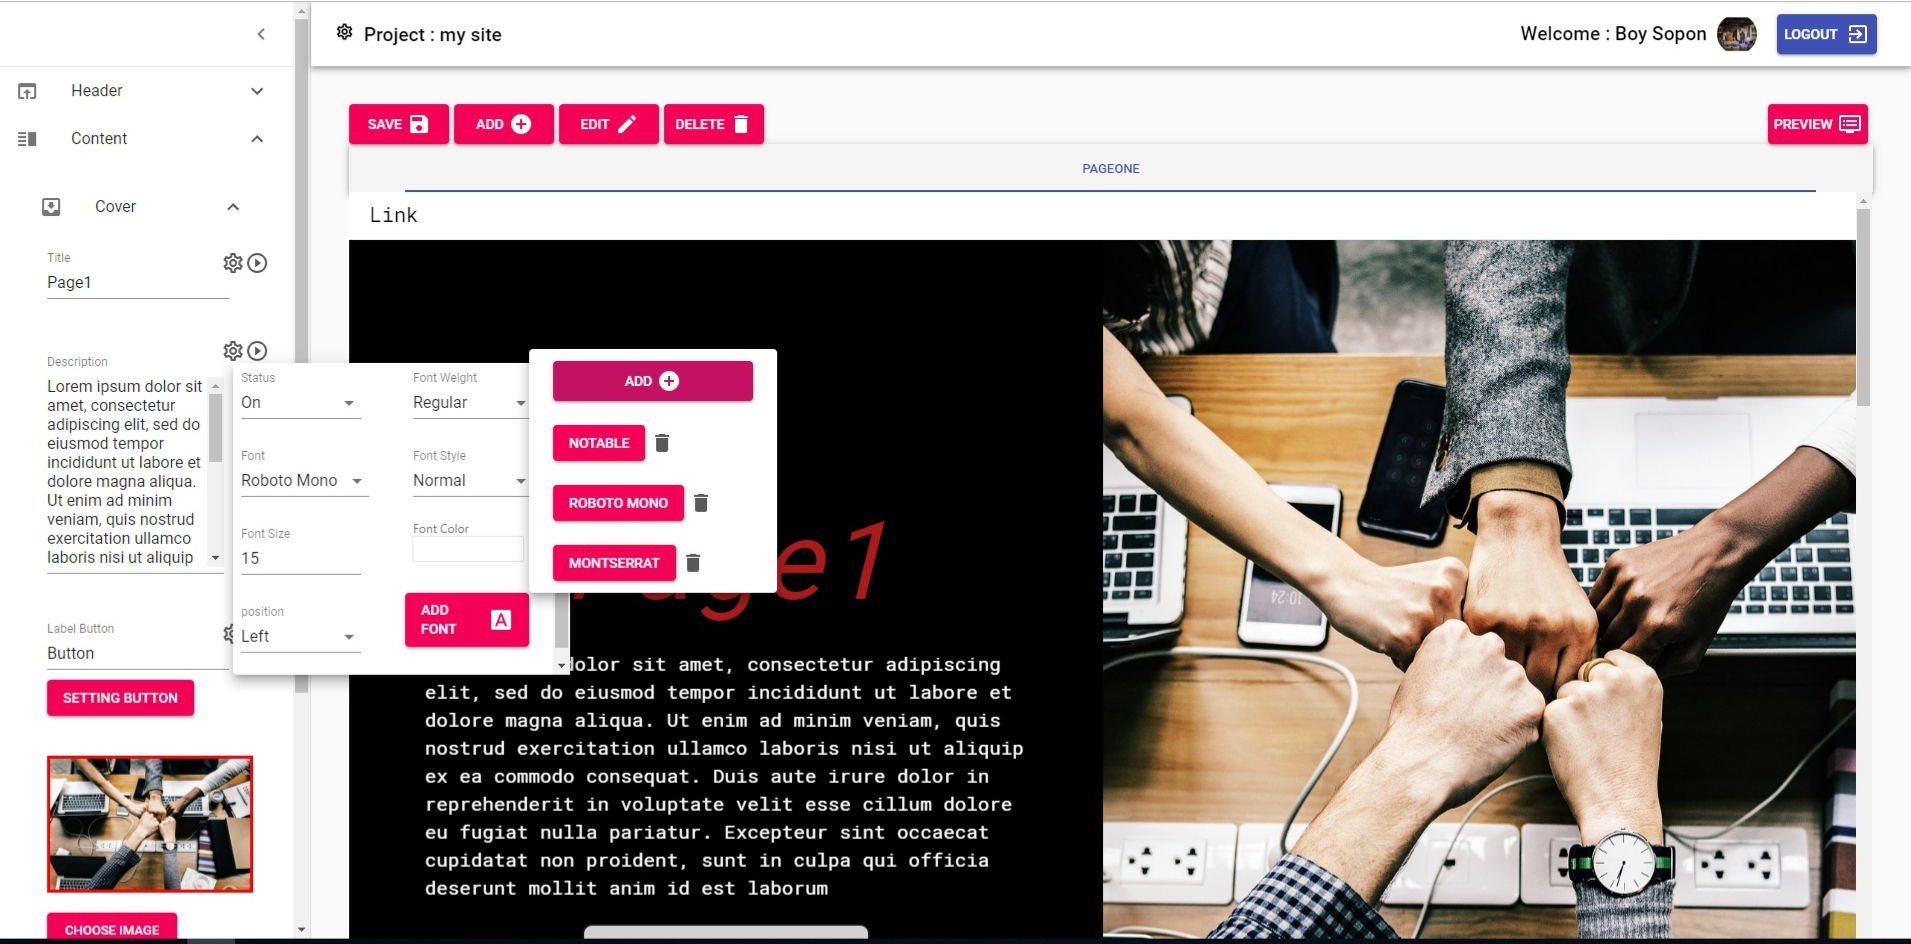 Project : my site
Welcome : Boy Sopon
LOGOUT
Header
Content
Cover
Title
Page1
Description
Lorem ipsum dolor sit
amet, consectetur
adipiscing elit, sed do
eiusmod tempor
incididunt ut labore et
dolore magna aliqua.
Ut enim ad minim
veniam, quis nostrud
exercitation ullamco
laboris nisi ut aliquip
Label Button
Button
SETTING BUTTON
CHOOSE IMAGE
SAVE
ADD
EDIT
DELETE
PREVIEW
PAGEONE
Link
Status
On
Font Weight
Regular
Font
Roboto Mono
Font Style
Normal
Font Size
15
Font Color
position
Left
ADD
FONT
A
ADD
NOTABLE
ROBOTO MONO
MONTSERRAT
Page1
dolor sit amet, consectetur adipiscing
elit, sed do eiusmod tempor incididunt ut labore et
dolore magna aliqua. Ut enim ad minim veniam, quis
nostrud exercitation ullamco laboris nisi ut aliquip
ex ea commodo consequat. Duis aute irure dolor in
reprehenderit in voluptate velit esse cillum dolore
eu fugiat nulla pariatur. Excepteur sint occaecat
cupidatat non proident, sunt in culpa qui officia
deserunt mollit anim id est laborum
10:24